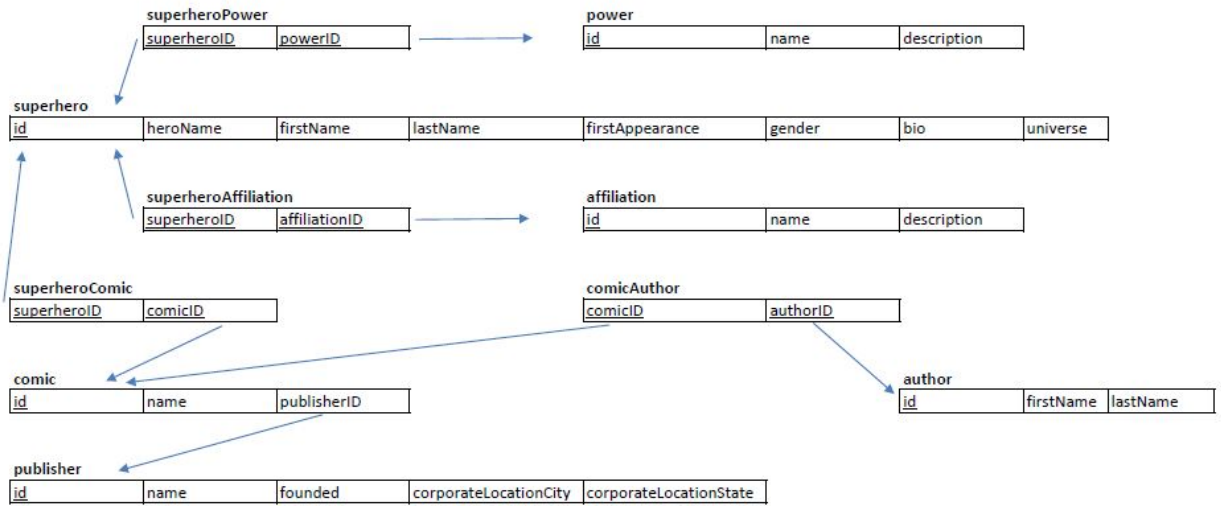 superheroPower power
superheroID powerID id name description
superhero
id heroName firstName lastName firstAppearance gender bio universe
superheroAffiliation affiliation
superheroID affiliationID id name description
superheroComic comicAuthor
superheroID comicID comicID authorID
comic author
id name publisherID id firstName lastName
publisher
id name founded corporateLocationCity corporateLocationState